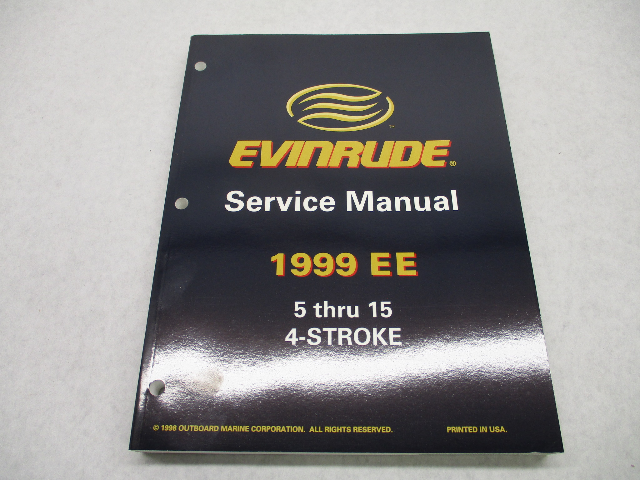 EVINRUDE®
Service Manual
1999 EE
5 thru 15
4-STROKE
© 1998 OUTBOARD MARINE CORPORATION. ALL RIGHTS RESERVED. PRINTED IN USA.